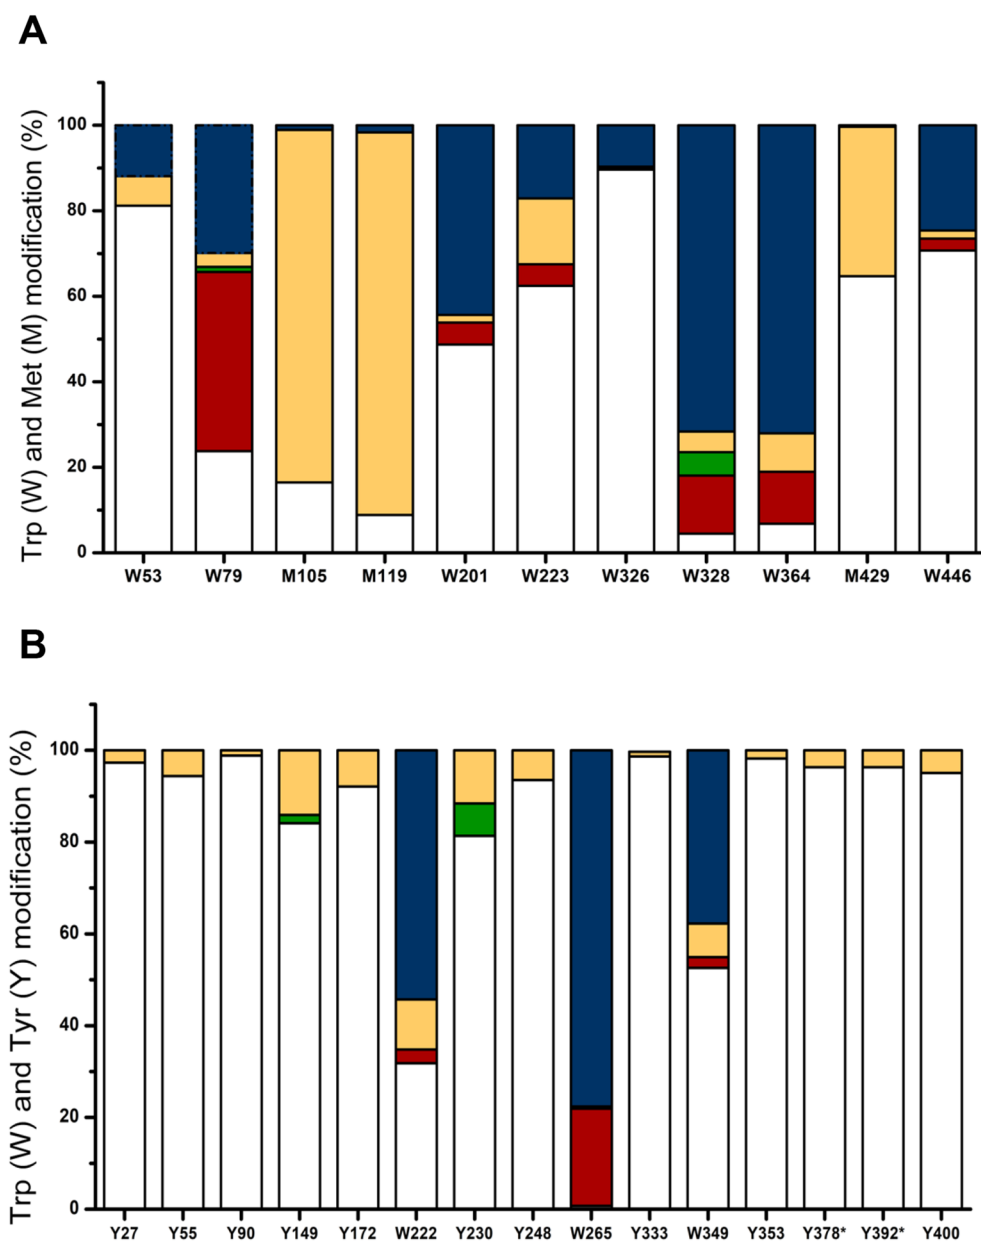 A
Trp (W) and Met (M) modification (%)
100
80
60
40
20
0
W53 W79 M105 M119 W201 W223 W326 W328 W364 M429 W446
B
Trp (W) and Tyr (Y) modification (%)
100
80
60
40
20
0
Y27 Y55 Y90 Y149 Y172 W222 Y230 Y248 W265 Y333 W349 Y353 Y378* Y392* Y400